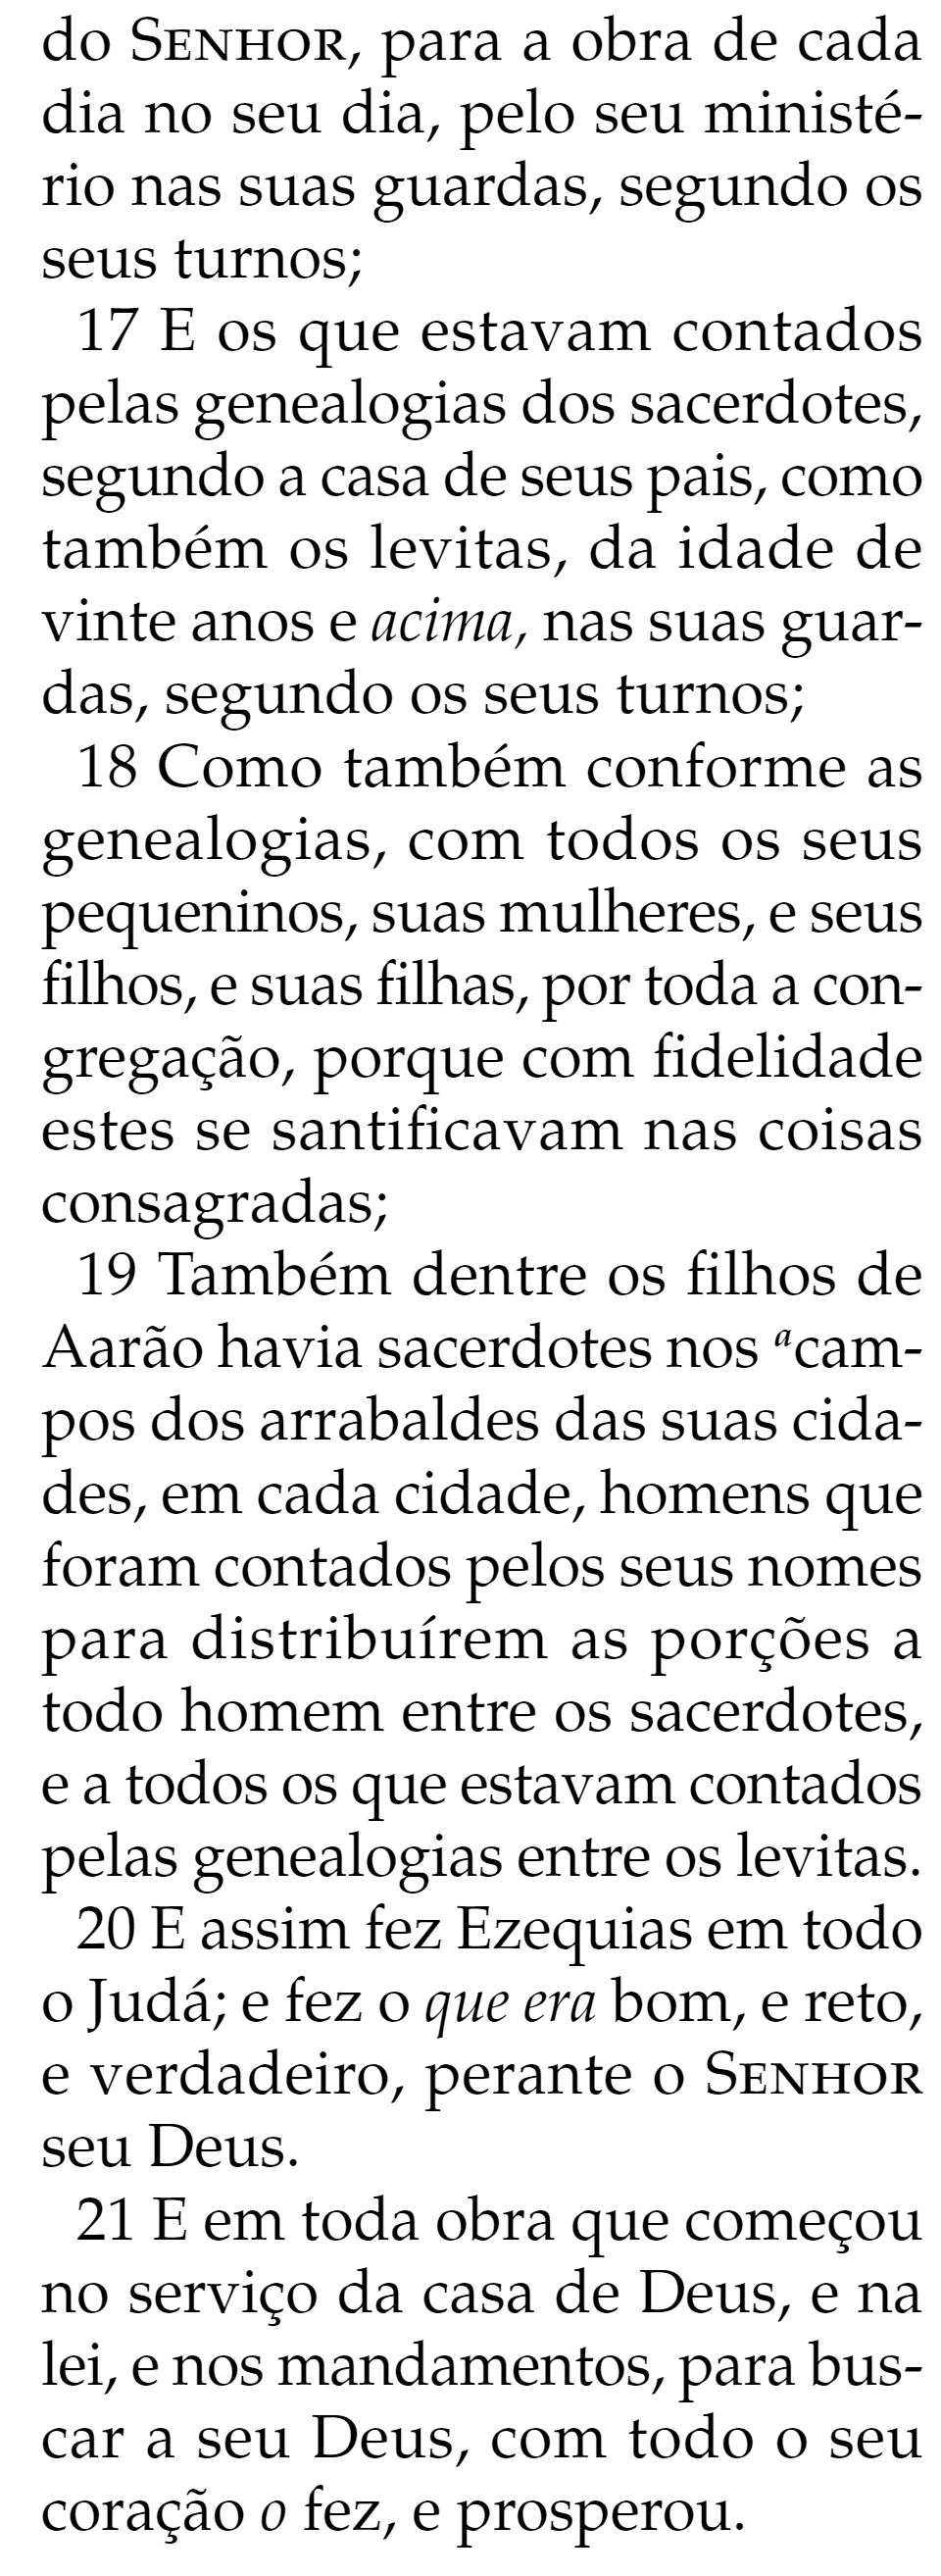 do SENHOR, para a obra de cada
dia no seu dia, pelo seu ministé-
rio nas suas guardas, segundo os
seus turnos;
17 E os que estavam contados
pelas genealogias dos sacerdotes,
segundo a casa de seus pais, como
também os levitas, da idade de
vinte anos e acima, nas suas guar-
das, segundo os seus turnos;
18 Como também conforme as
genealogias, com todos os seus
pequeninos, suas mulheres, e seus
filhos, e suas filhas, por toda a con-
gregação, porque com fidelidade
estes se santificavam nas coisas
consagradas;
19 Também dentre os filhos de
Aarão havia sacerdotes nos ᵃcam-
pos dos arrabaldes das suas cida-
des, em cada cidade, homens que
foram contados pelos seus nomes
para distribuírem as porções a
todo homem entre os sacerdotes,
e a todos os que estavam contados
pelas genealogias entre os levitas.
20 E assim fez Ezequias em todo
o Judá; e fez o que era bom, e reto,
e verdadeiro, perante o SENHOR
seu Deus.
21 E em toda obra que começou
no serviço da casa de Deus, e na
lei, e nos mandamentos, para bus-
car a seu Deus, com todo o seu
coração o fez, e prosperou.